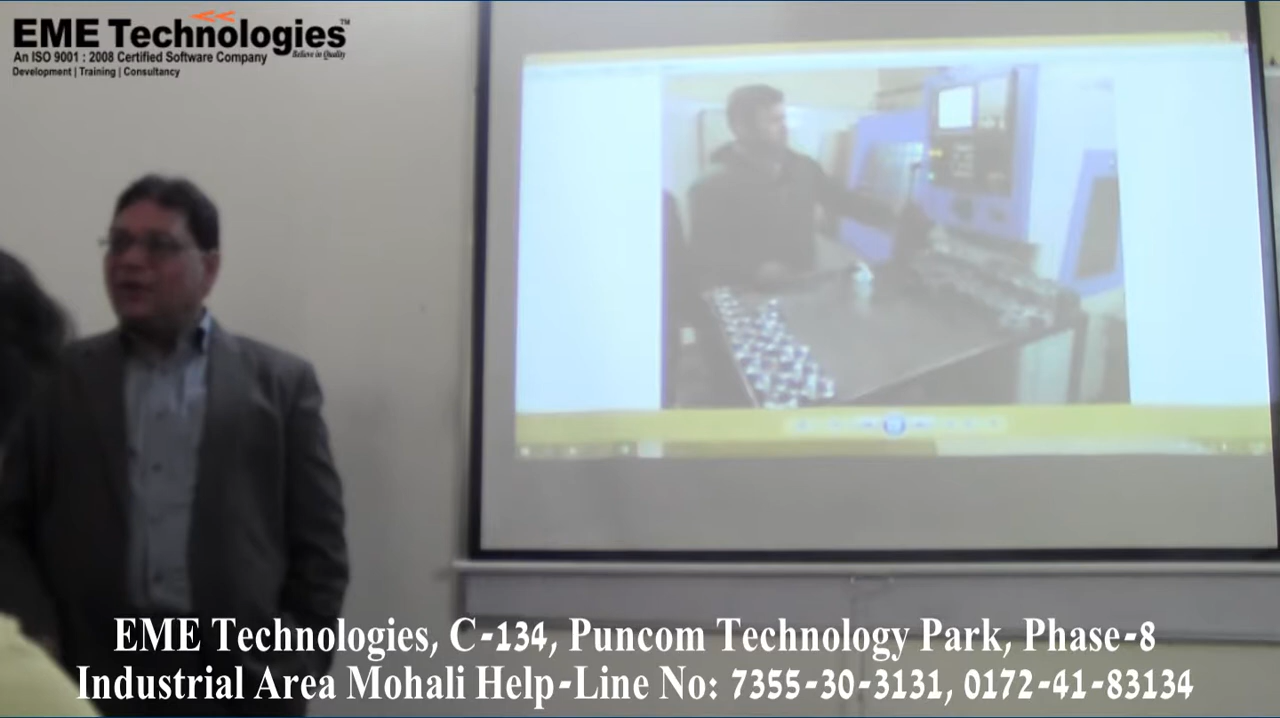 EME Technologies™
An ISO 9001 : 2008 Certified Software Company Believe in Quality
Development | Training | Consultancy
EME Technologies, C-134, Puncom Technology Park, Phase-8
Industrial Area Mohali Help-Line No: 7355-30-3131, 0172-41-83134